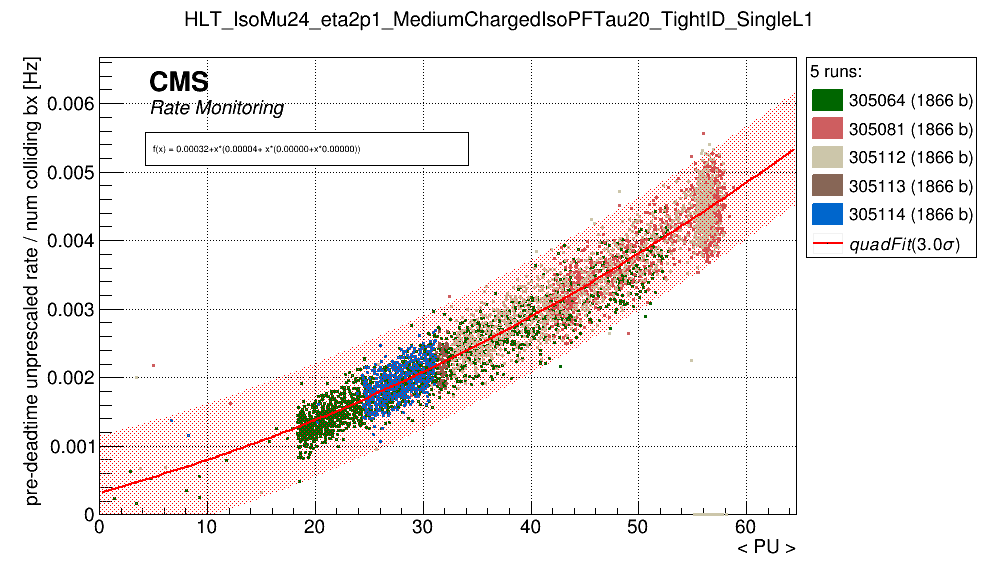 HLT_IsoMu24_eta2p1_MediumChargedIsoPFTau20_TightID_SingleL1
pre-deadtime unprescaled rate / num colliding bx [Hz]
CMS
Rate Monitoring
f(x) = 0.00032+x*(0.00004+ x*(0.00000+x*0.00000))
0.006
0.005
0.004
0.003
0.002
0.001
0
0 10 20 30 40 50 60
< PU >
5 runs:
305064 (1866 b)
305081 (1866 b)
305112 (1866 b)
305113 (1866 b)
305114 (1866 b)
quadFit(3.0σ)